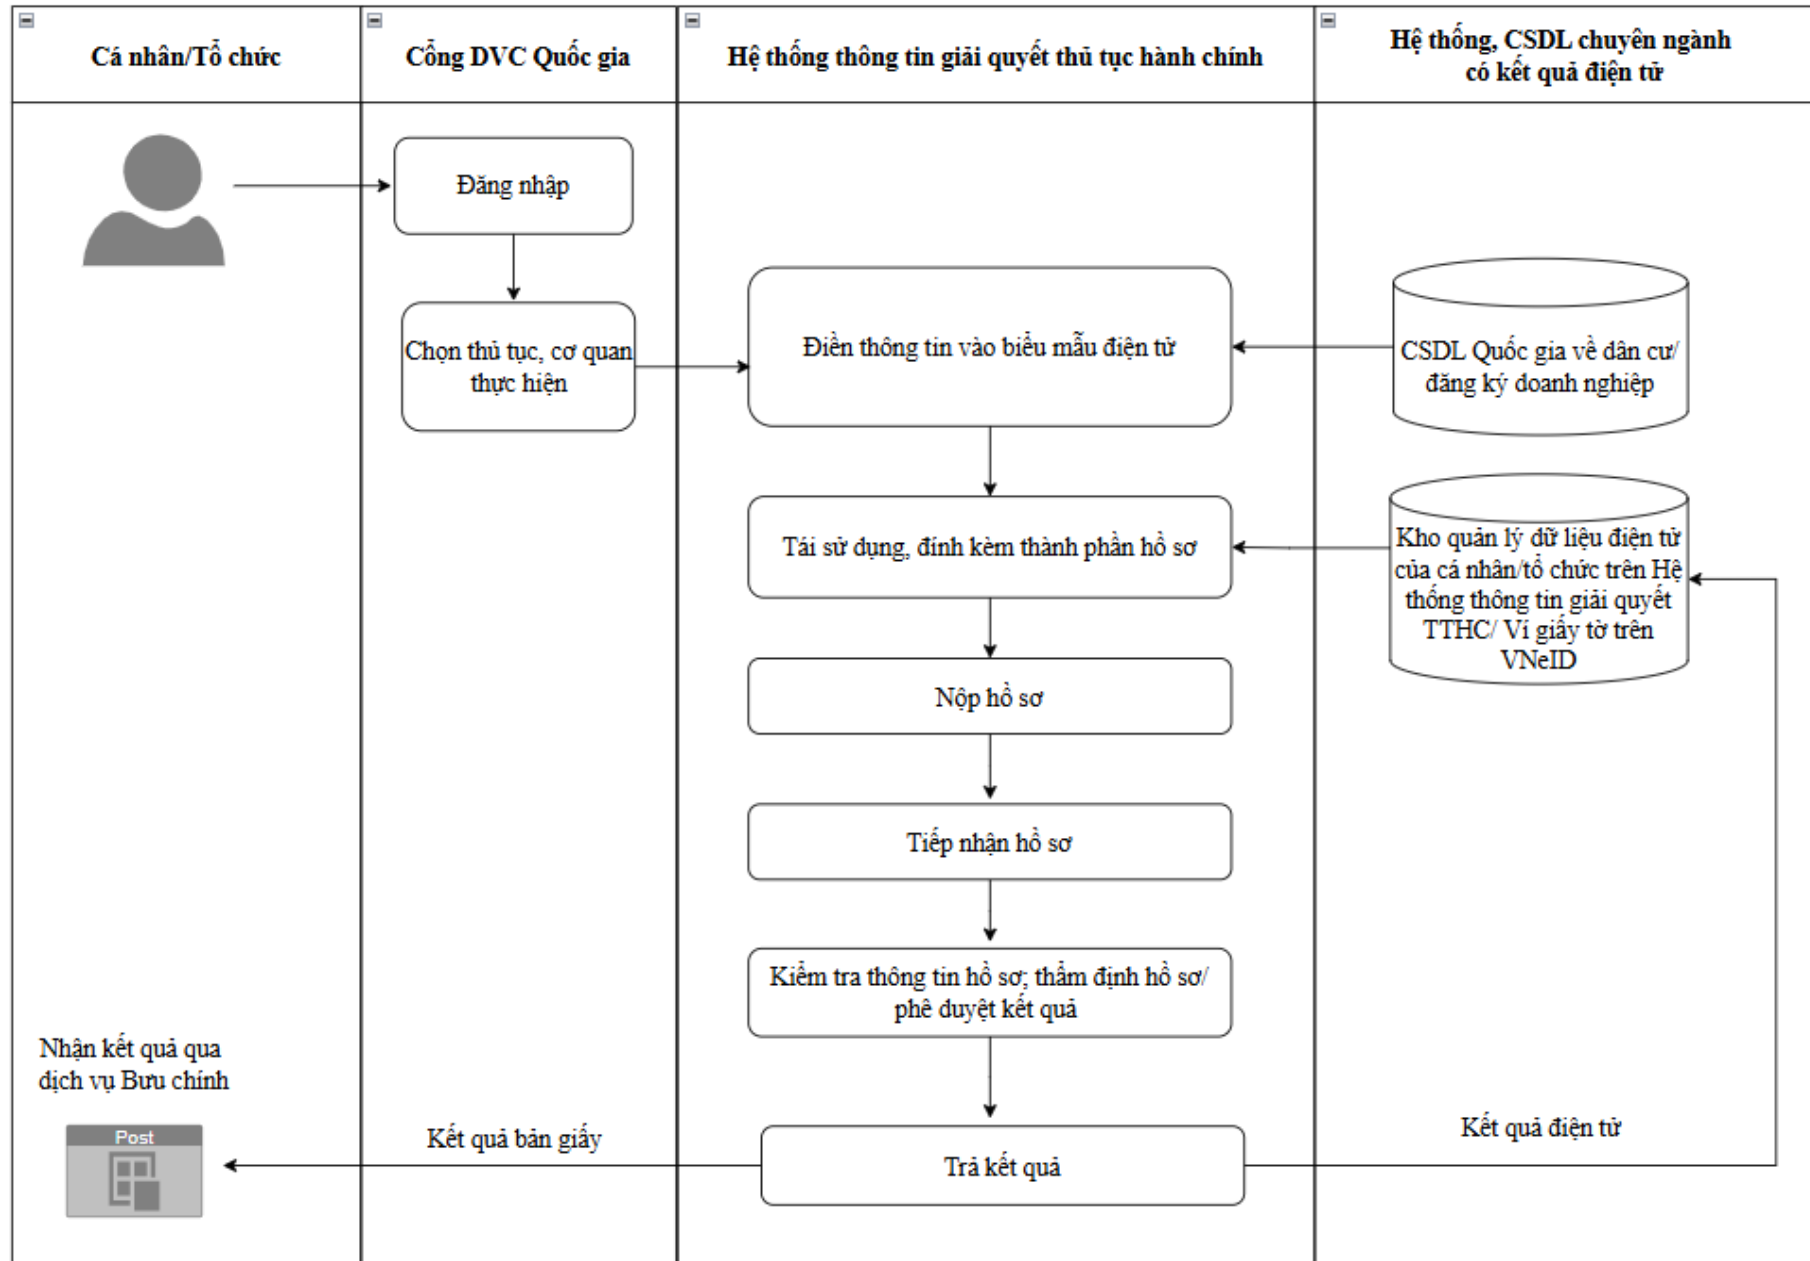 Cá nhân/Tổ chức
Cổng DVC Quốc gia
Hệ thống thông tin giải quyết thủ tục hành chính
Hệ thống, CSDL chuyên ngành
có kết quả điện tử
Đăng nhập
Chọn thủ tục, cơ quan
thực hiện
Điền thông tin vào biểu mẫu điện tử
CSDL Quốc gia về dân cư/
đăng ký doanh nghiệp
Tái sử dụng, đính kèm thành phần hồ sơ
Kho quản lý dữ liệu điện tử
của cá nhân/tổ chức trên Hệ
thống thông tin giải quyết
TTHC/ Ví giấy tờ trên
VNeID
Nộp hồ sơ
Tiếp nhận hồ sơ
Kiểm tra thông tin hồ sơ; thẩm định hồ sơ/
phê duyệt kết quả
Nhận kết quả qua
dịch vụ Bưu chính
Post
Kết quả bản giấy
Trả kết quả
Kết quả điện tử